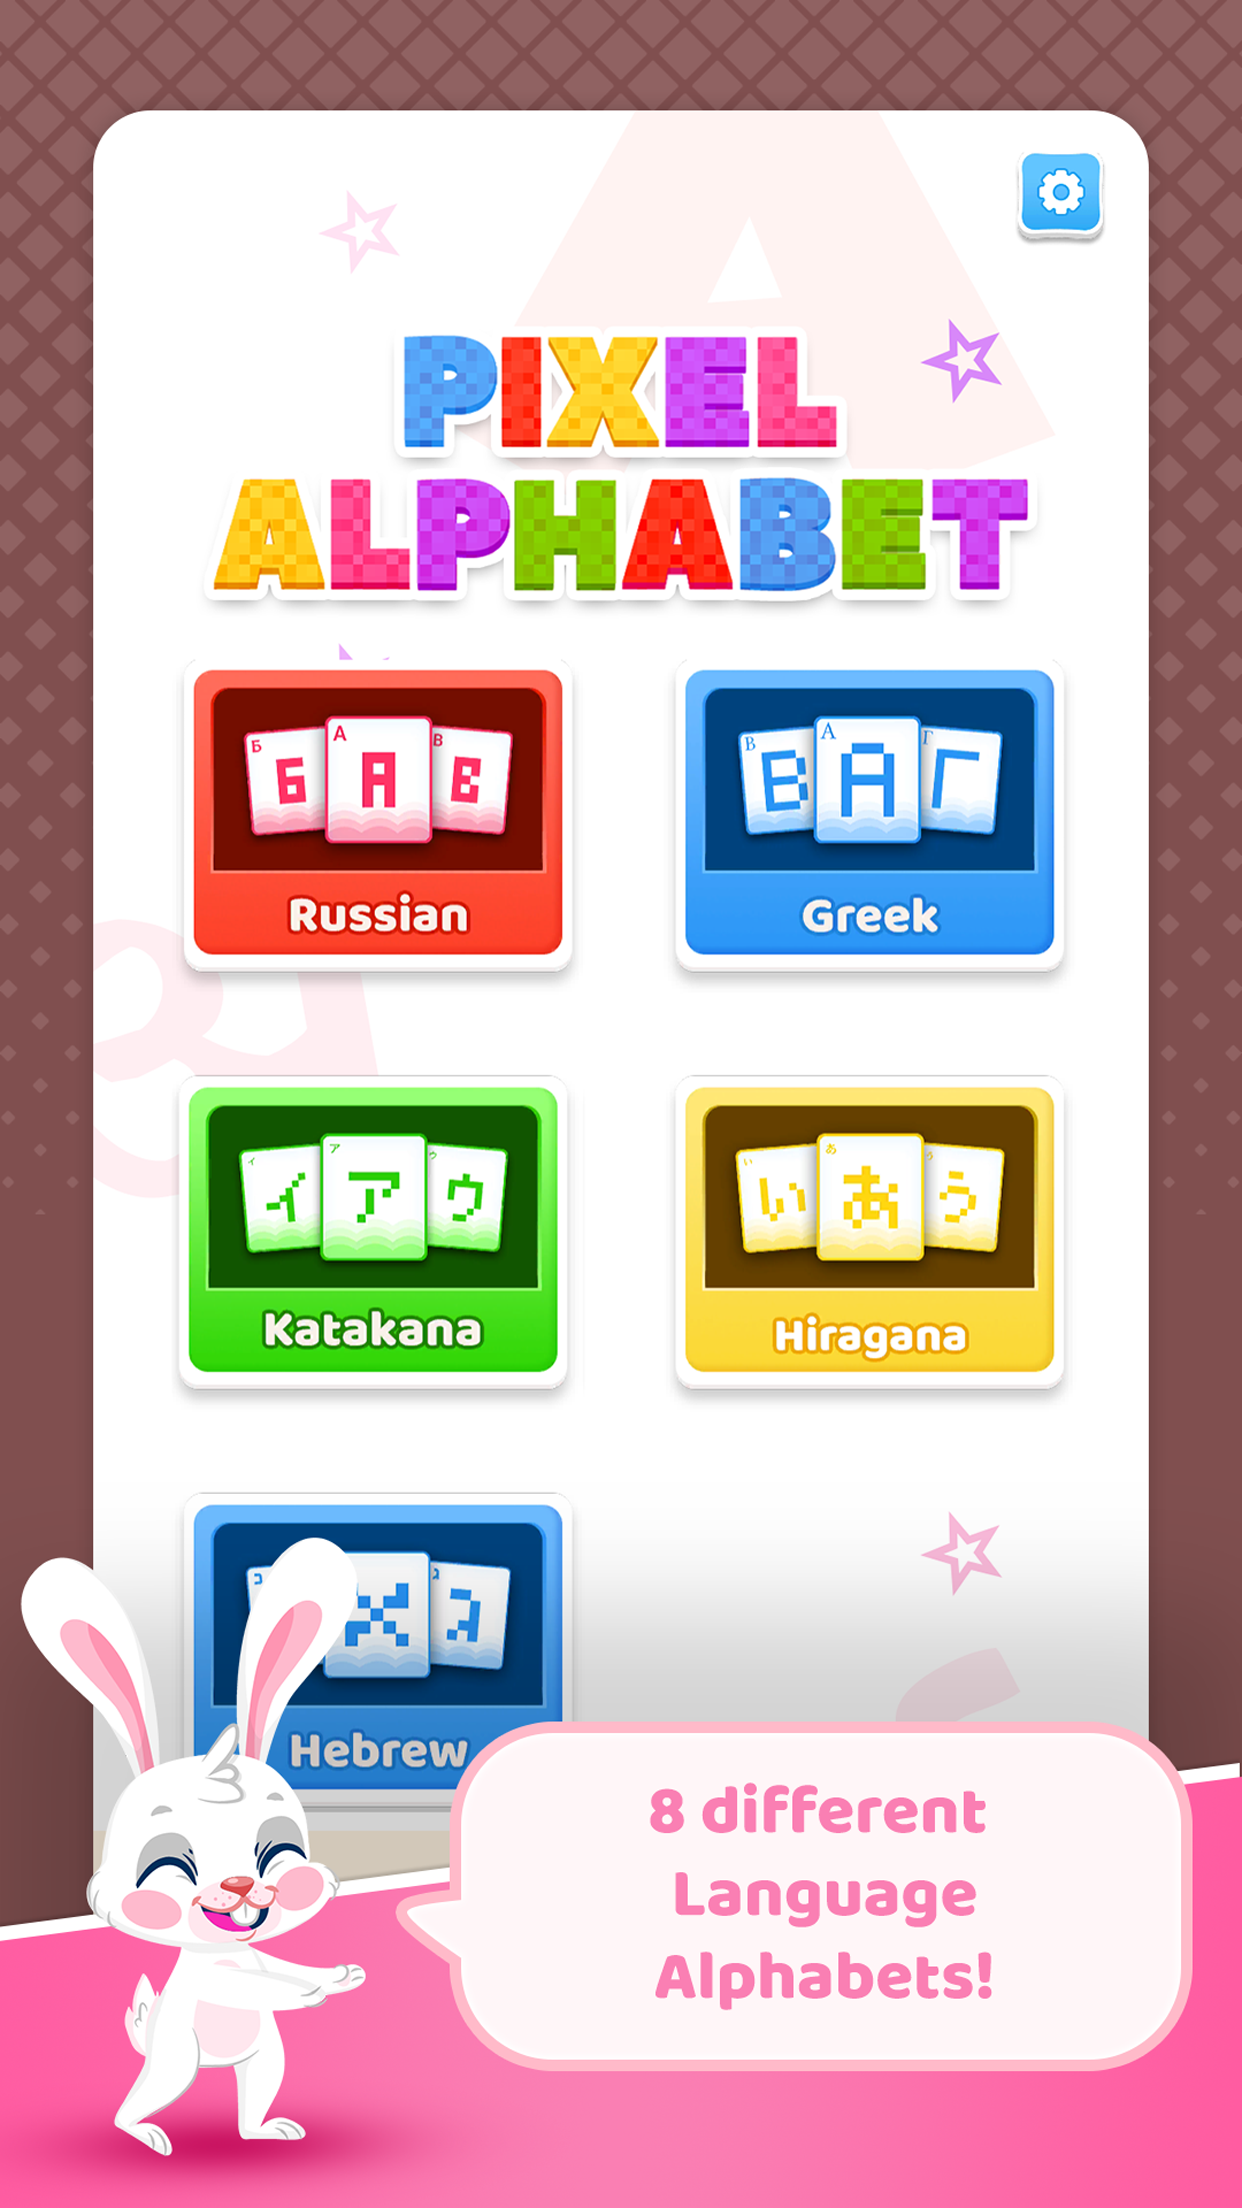 PIXEL
ALPHABET
Б Б А А В В
Russian
B B A A Г Г
Greek
イ イ ア ア ウ ウ
Katakana
い い あ あ う う
Hiragana
ב א ג ג
Hebrew
8 different
Language
Alphabets!